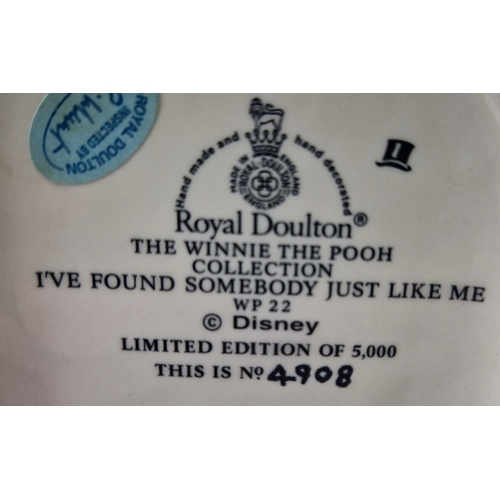 ROYAL DOULTON
INSPECTED BY
Hand made and hand decorated
MADE IN ENGLAND
ROYAL DOULTON
ENGLAND
1
Royal Doulton®
THE WINNIE THE POOH
COLLECTION
I'VE FOUND SOMEBODY JUST LIKE ME
WP 22
© Disney
LIMITED EDITION OF 5,000
THIS IS Nº 4908